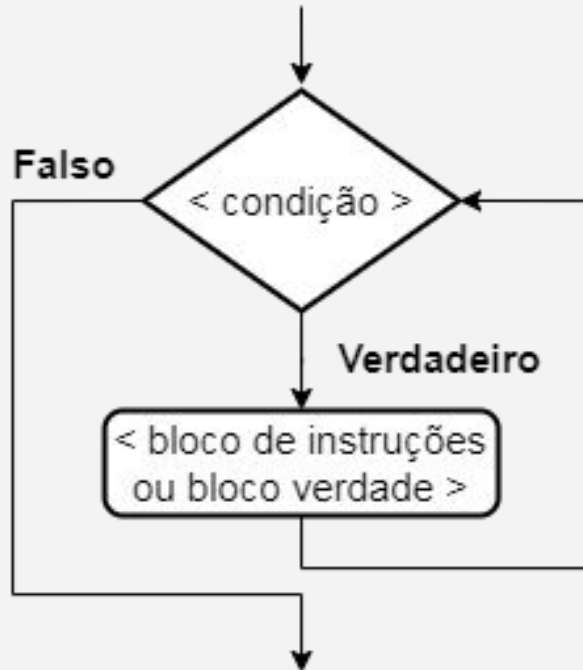 Falso
< condição >
Verdadeiro
< bloco de instruções
ou bloco verdade >